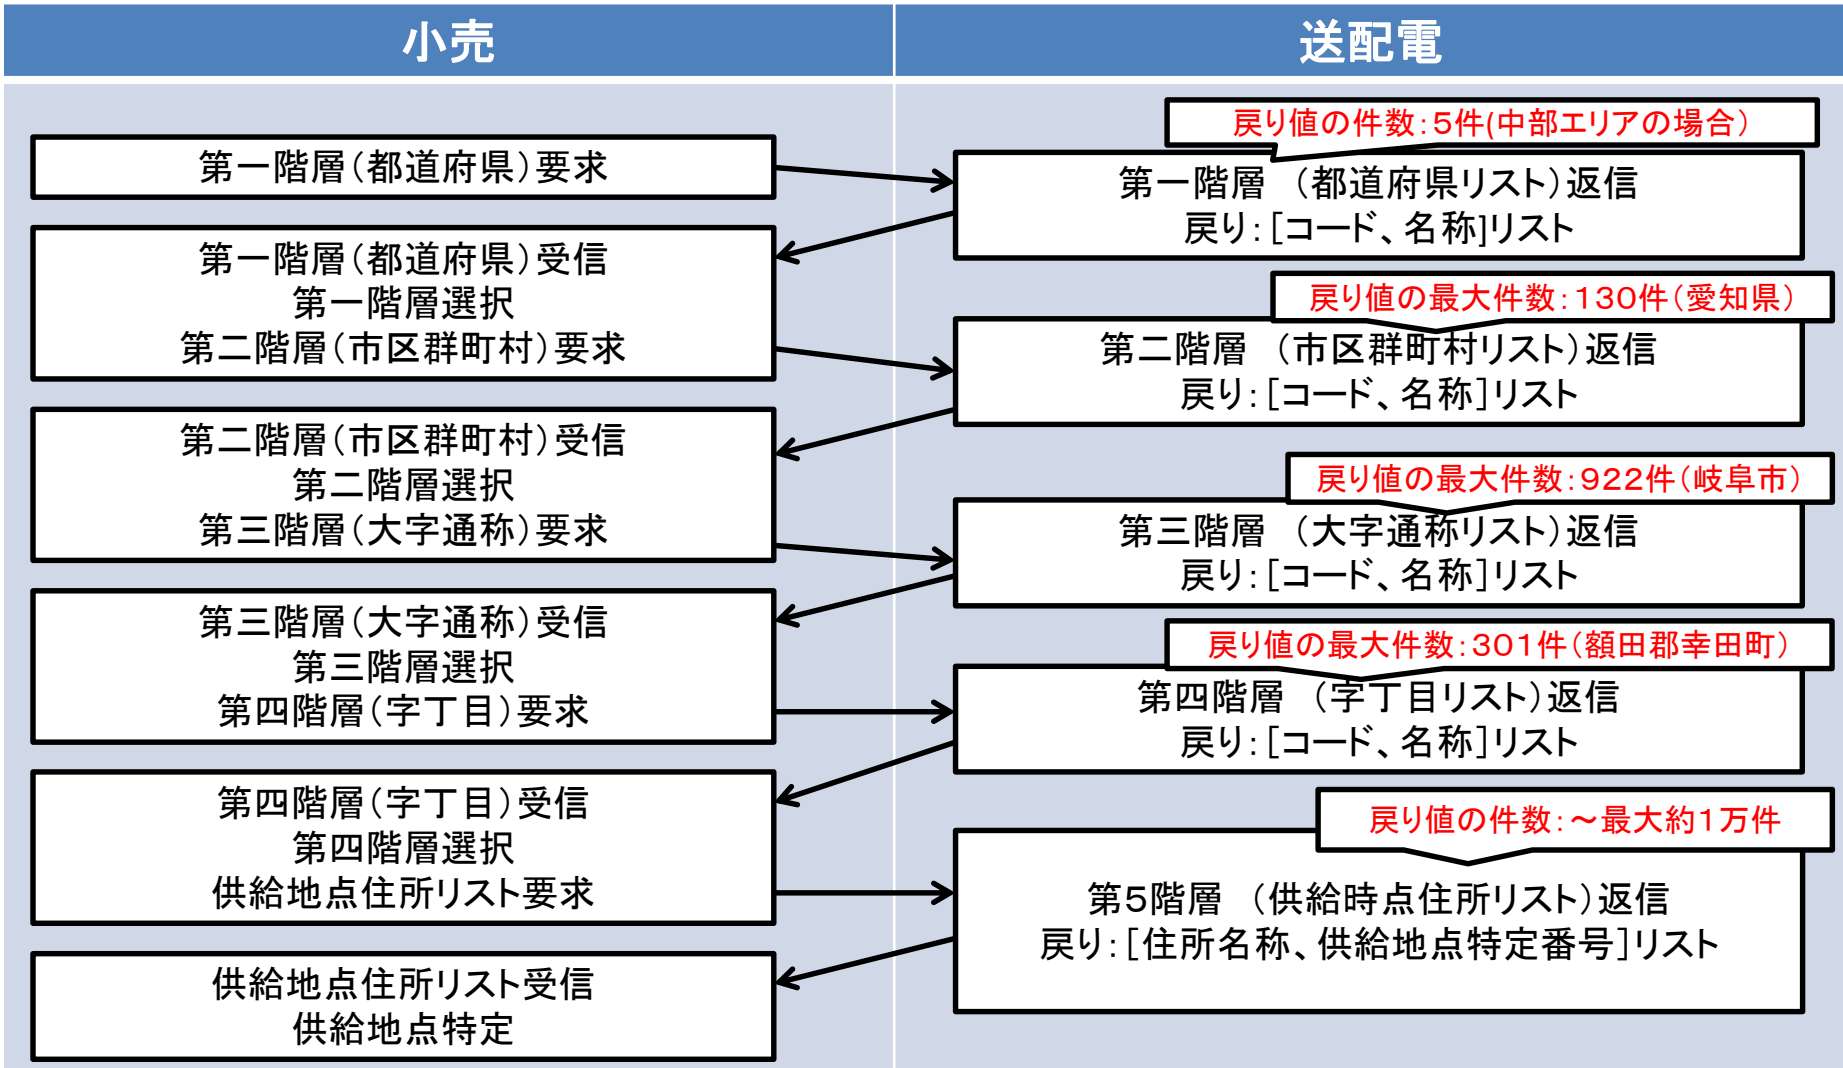 小売
送配電
戻り値の件数：５件(中部エリアの場合）
第一階層（都道府県）要求
第一階層　（都道府県リスト）返信
戻り：［コード、名称]リスト
第一階層（都道府県）受信
第一階層選択
第二階層（市区群町村）要求
戻り値の最大件数：１３０件（愛知県）
第二階層　（市区群町村リスト）返信
戻り：［コード、名称］リスト
第二階層（市区群町村）受信
第二階層選択
第三階層（大字通称）要求
戻り値の最大件数：９２２件（岐阜市）
第三階層　（大字通称リスト）返信
戻り：［コード、名称］リスト
第三階層（大字通称）受信
第三階層選択
第四階層（字丁目）要求
戻り値の最大件数：３０１件（額田郡幸田町）
第四階層　（字丁目リスト）返信
戻り：［コード、名称］リスト
第四階層（字丁目）受信
第四階層選択
供給地点住所リスト要求
戻り値の件数：～最大約１万件
第５階層　（供給時点住所リスト）返信
戻り：［住所名称、供給地点特定番号］リスト
供給地点住所リスト受信
供給地点特定